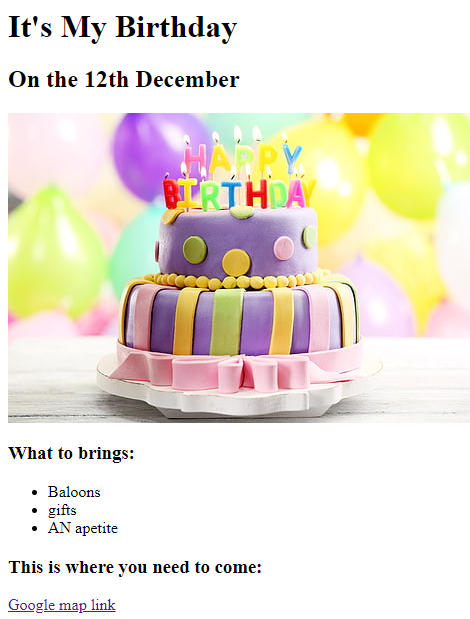 It's My Birthday
On the 12th December
HAPPY
BIRTHDAY
What to brings:
Baloons
gifts
AN apetite
This is where you need to come:
Google map link